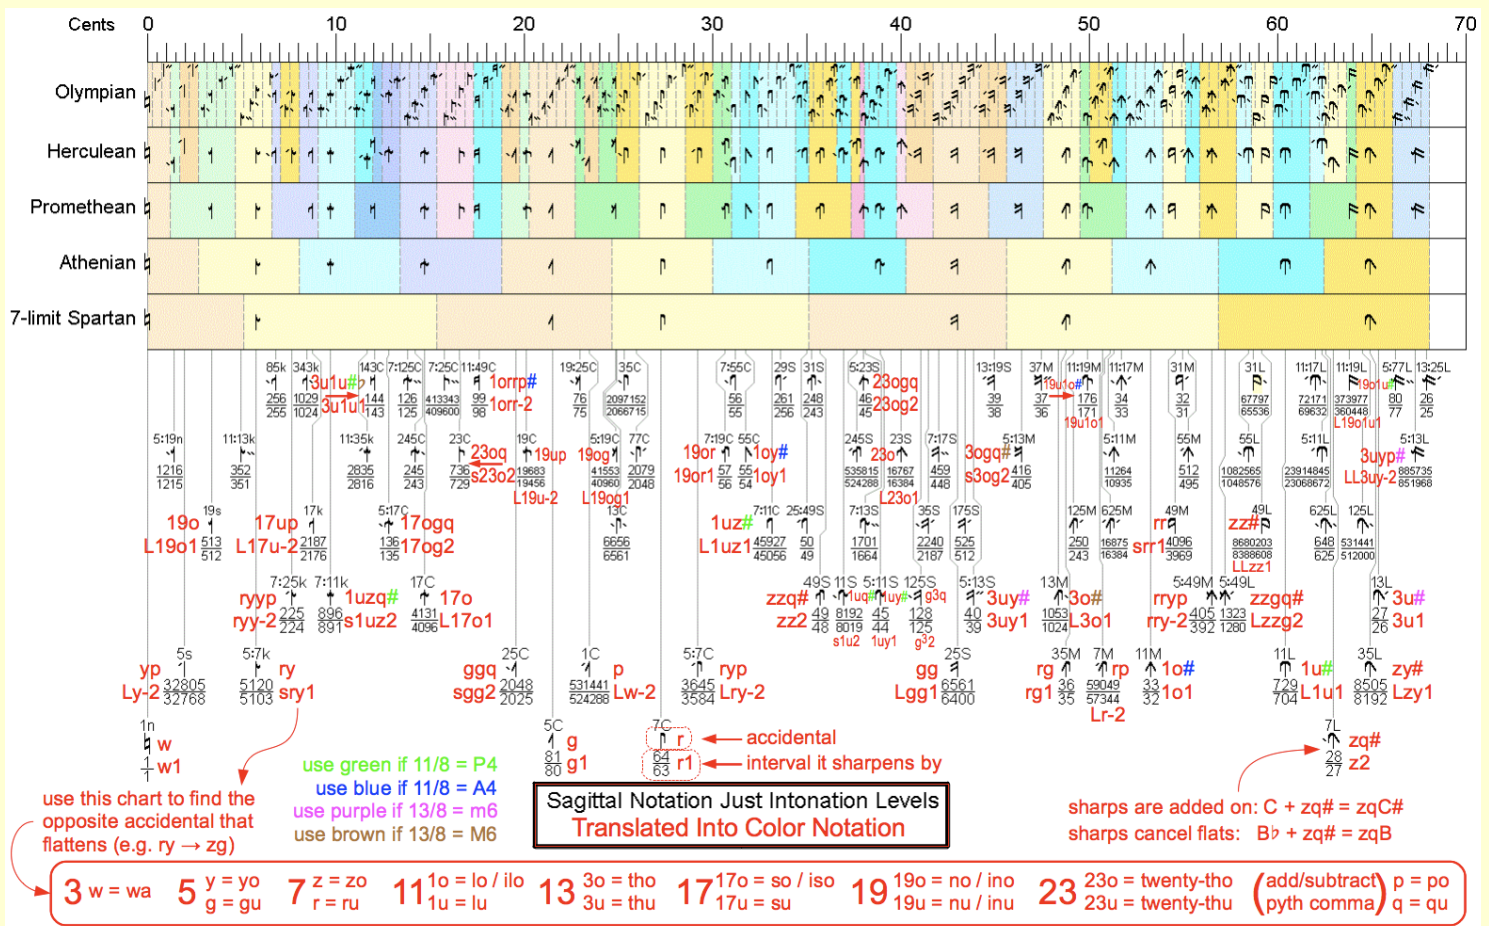 Cents 0 10 20 30 40 50 60 70
Olympian
Herculean
Promethean
Athenian
7-limit Spartan
85k 343k 143C 7:125C 7:25C 11:49C 19:25C 35C 7:55C 29S 31S 5:23S 13:19S 37M 11:19M 11:17M 31M 31L 11:17L 11:19L 5:77L 13:25L
3u1u#♭ 1orrp# 23ogq 19u1o# 19o1u#
256 1029 144 126 413343 99 76 2097152 56 261 248 46 39 37 176 34 32 67797 72171 373977 80 26
255 1024 143 125 409600 98 75 2066715 55 256 243 45 38 36 171 33 31 65536 69632 360448 77 25
3u1u1 1orr-2 23og2 19u1o1 L19o1u1
5:19n 11:13k 11:35k 245C 23C 19C 5:19C 77C 7:19C 55C 245S 23S 7:17S 5:13M 5:11M 55M 55L 5:11L 5:13L
23oq 19up 19og 19or 1oy# 23o 3ogq# 3uyp#
1216 352 2835 245 736 19683 41553 2079 57 55 535815 16767 459 416 11264 512 1082565 23914845 885735
1215 351 2816 243 729 19456 40960 2048 56 54 524288 16384 448 405 10935 495 1048576 23068672 851968
s23o2 L19u-2 L19og1 19or1 1oy1 L23o1 s3og2 LL3uy-2
19s 17k 5:17C 13C 7:11C 25:49S 7:13S 35S 175S 125M 625M 49M 49L 625L 125L
19o 17up 17ogq 1uz# rr zz#
513 2187 136 6656 45927 50 1701 2240 525 250 16875 4096 8680203 648 531441
512 2176 135 6561 45056 49 1664 2187 512 243 16384 3969 8388608 625 512000
L19o1 L17u-2 17og2 L1uz1 srr1 LLzz1
7:25k 7:11k 17C 49S 11S 5:11S 125S 5:13S 13M 5:49M 5:49L 13L
ryyp 1uzq# 17o zzq# 1uq# 1uy# g³q 3uy# 3o# rryp zzgq# 3u#
225 896 4131 49 8192 45 128 40 1053 405 1323 27
224 891 4096 48 8019 44 125 39 1024 392 1280 26
ryy-2 s1uz2 L17o1 zz2 s1u2 1uy1 g³2 3uy1 L3o1 rry-2 Lzzg2 3u1
5s 5:7k 25C 1C 5:7C 25S 35M 7M 11M 11L 35L
yp ry ggq p ryp gg rg rp 1o# 1u# zy#
32805 5120 2048 531441 3645 6561 36 59049 33 729 8505
32768 5103 2025 524288 3584 6400 35 57344 32 704 8192
Ly-2 sry1 sgg2 Lw-2 Lry-2 Lgg1 rg1 Lr-2 1o1 L1u1 Lzy1
1n 5C 7C 7L
w g r accidental zq#
1 81 64 28
1 80 63 27
w1 g1 r1 interval it sharpens by z2
use green if 11/8 = P4
use blue if 11/8 = A4
use purple if 13/8 = m6
use brown if 13/8 = M6
use this chart to find the
opposite accidental that
flattens (e.g. ry → zg)
Sagittal Notation Just Intonation Levels
Translated Into Color Notation
sharps are added on: C + zq# = zqC#
sharps cancel flats: B♭ + zq# = zqB
3 w = wa
5 y = yo
g = gu
7 z = zo
r = ru
11 1o = lo / ilo
1u = lu
13 3o = tho
3u = thu
17 17o = so / iso
17u = su
19 19o = no / ino
19u = nu / inu
23 23o = twenty-tho
23u = twenty-thu
(add/subtract
pyth comma) p = po
q = qu